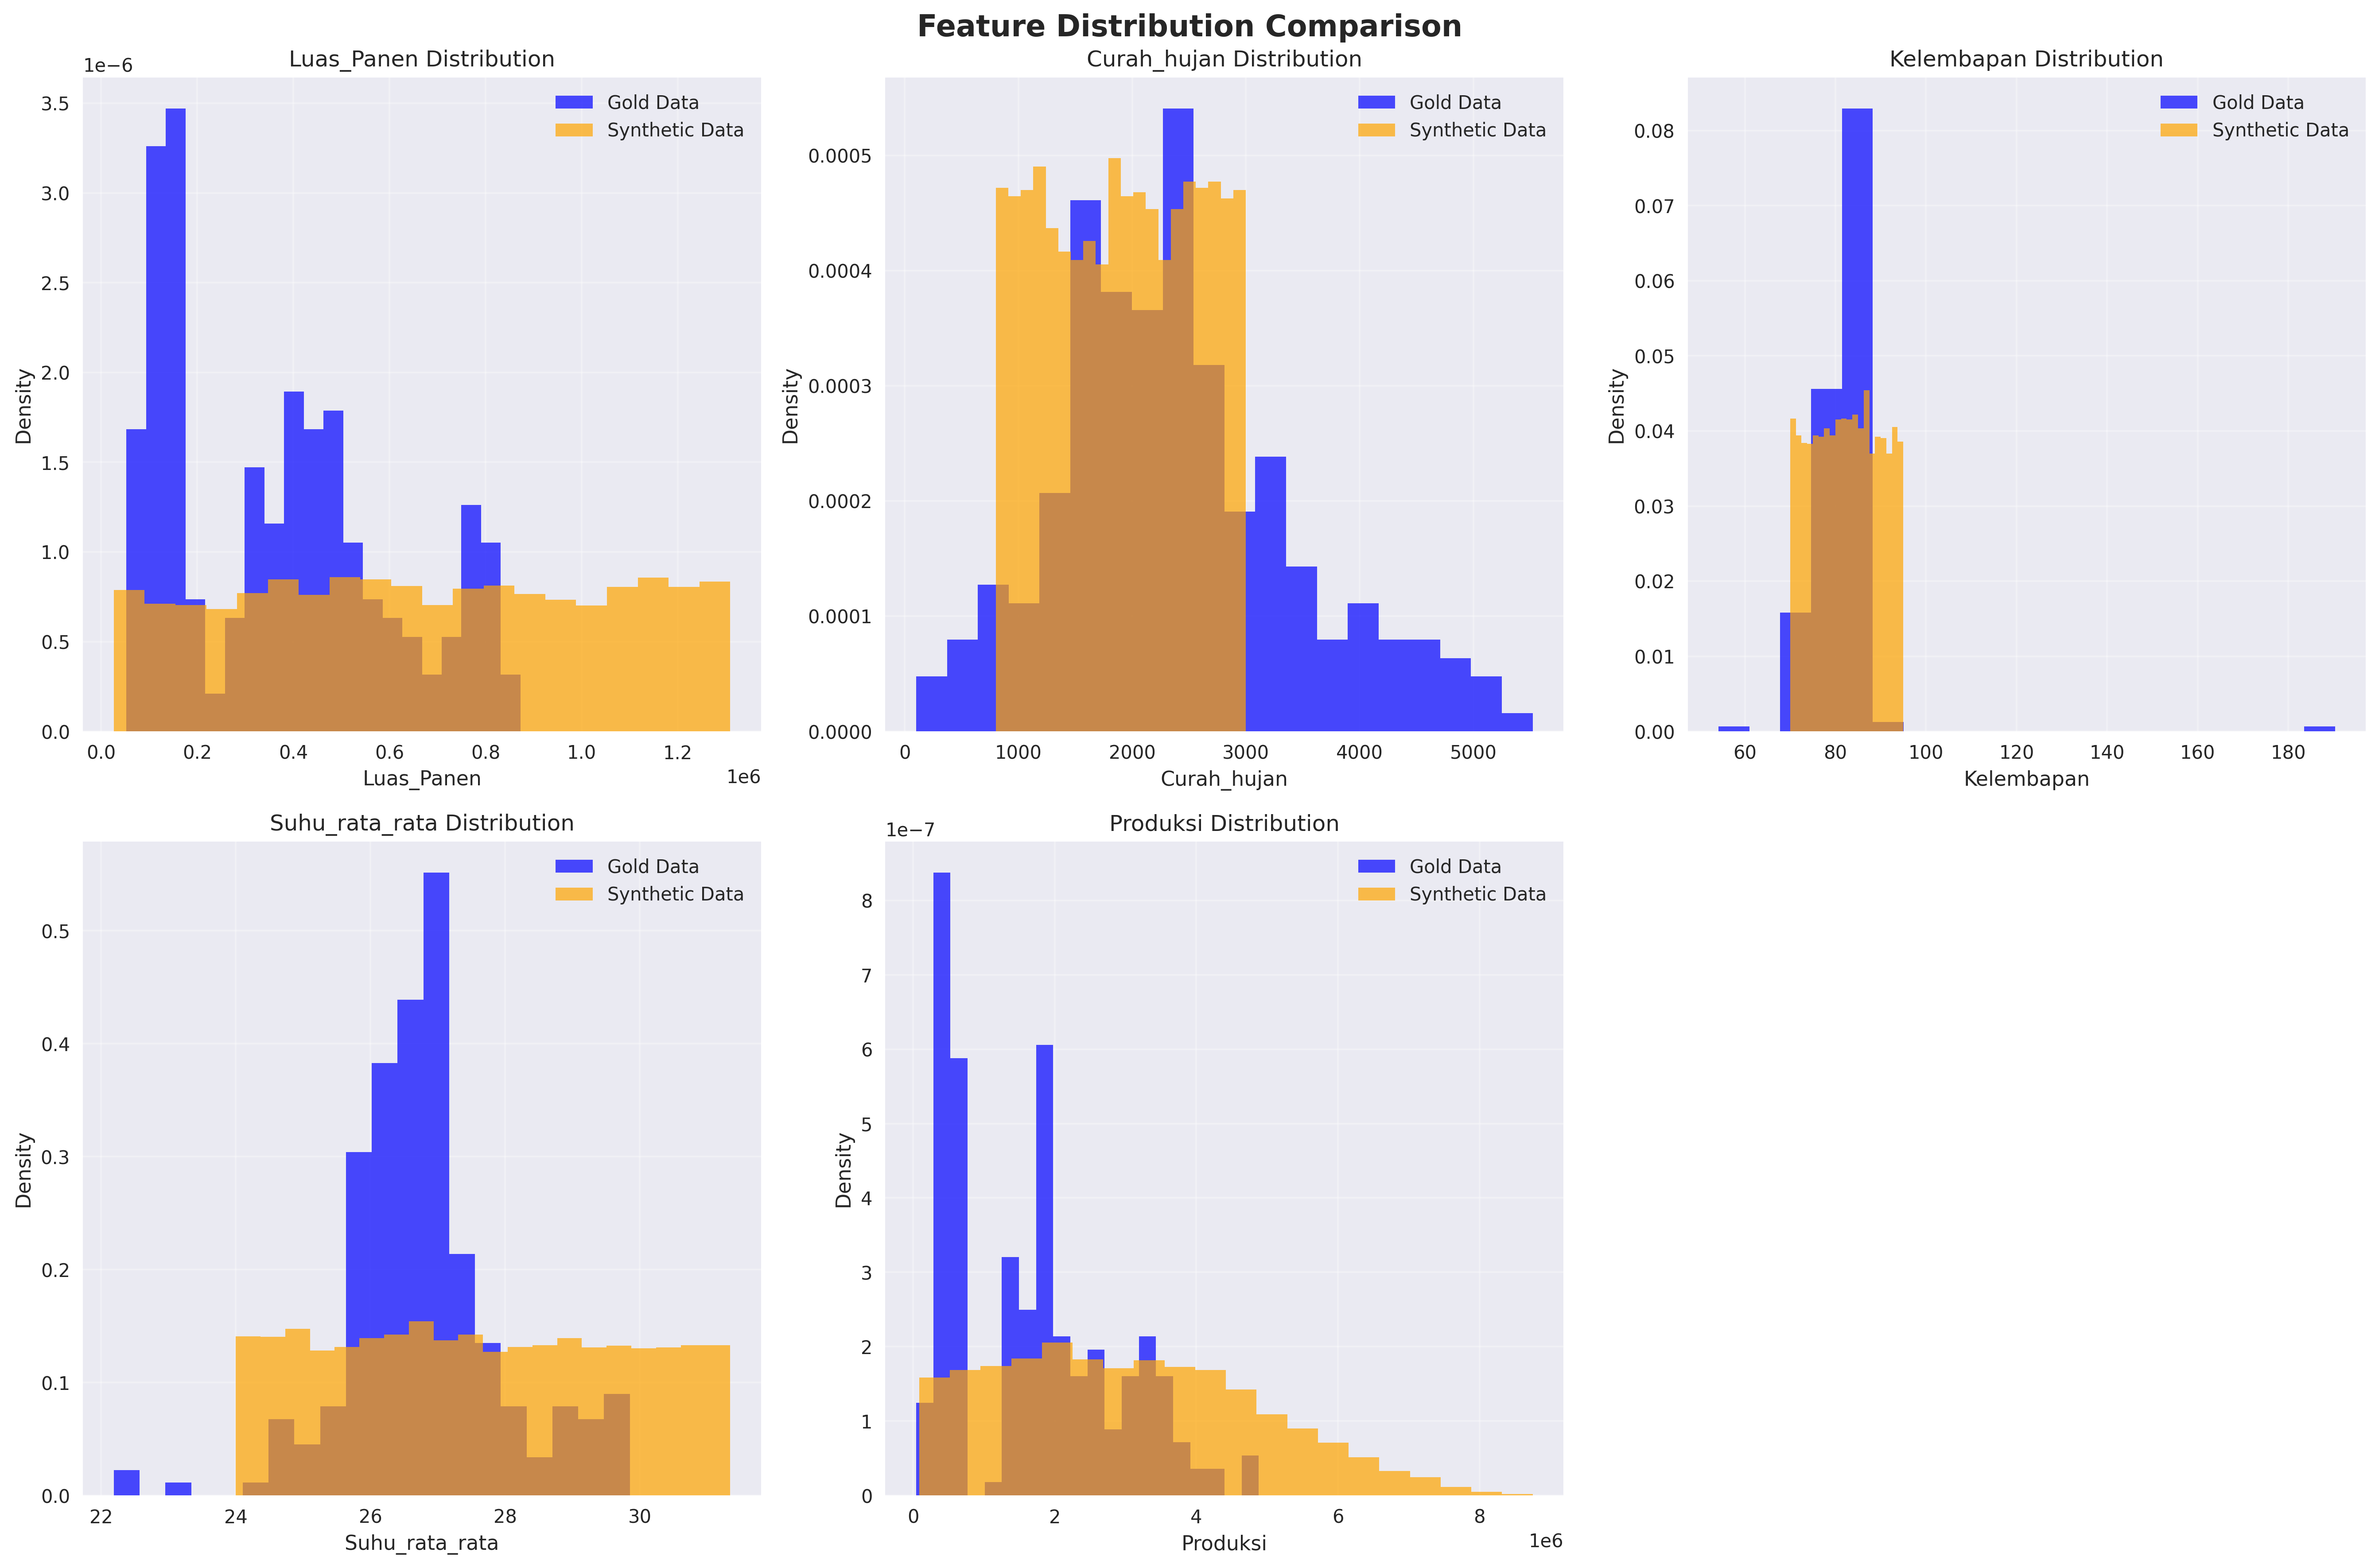 Feature Distribution Comparison
Luas_Panen Distribution
1e−6
Gold Data
Synthetic Data
3.5
3.0
2.5
2.0
1.5
1.0
0.5
0.0
Density
0.0 0.2 0.4 0.6 0.8 1.0 1.2
1e6
Luas_Panen
Curah_hujan Distribution
Gold Data
Synthetic Data
0.0005
0.0004
0.0003
0.0002
0.0001
0.0000
Density
0 1000 2000 3000 4000 5000
Curah_hujan
Kelembapan Distribution
Gold Data
Synthetic Data
0.08
0.07
0.06
0.05
0.04
0.03
0.02
0.01
0.00
Density
60 80 100 120 140 160 180
Kelembapan
Suhu_rata_rata Distribution
Gold Data
Synthetic Data
0.5
0.4
0.3
0.2
0.1
0.0
Density
22 24 26 28 30
Suhu_rata_rata
Produksi Distribution
1e−7
Gold Data
Synthetic Data
8
7
6
5
4
3
2
1
0
Density
0 2 4 6 8
1e6
Produksi